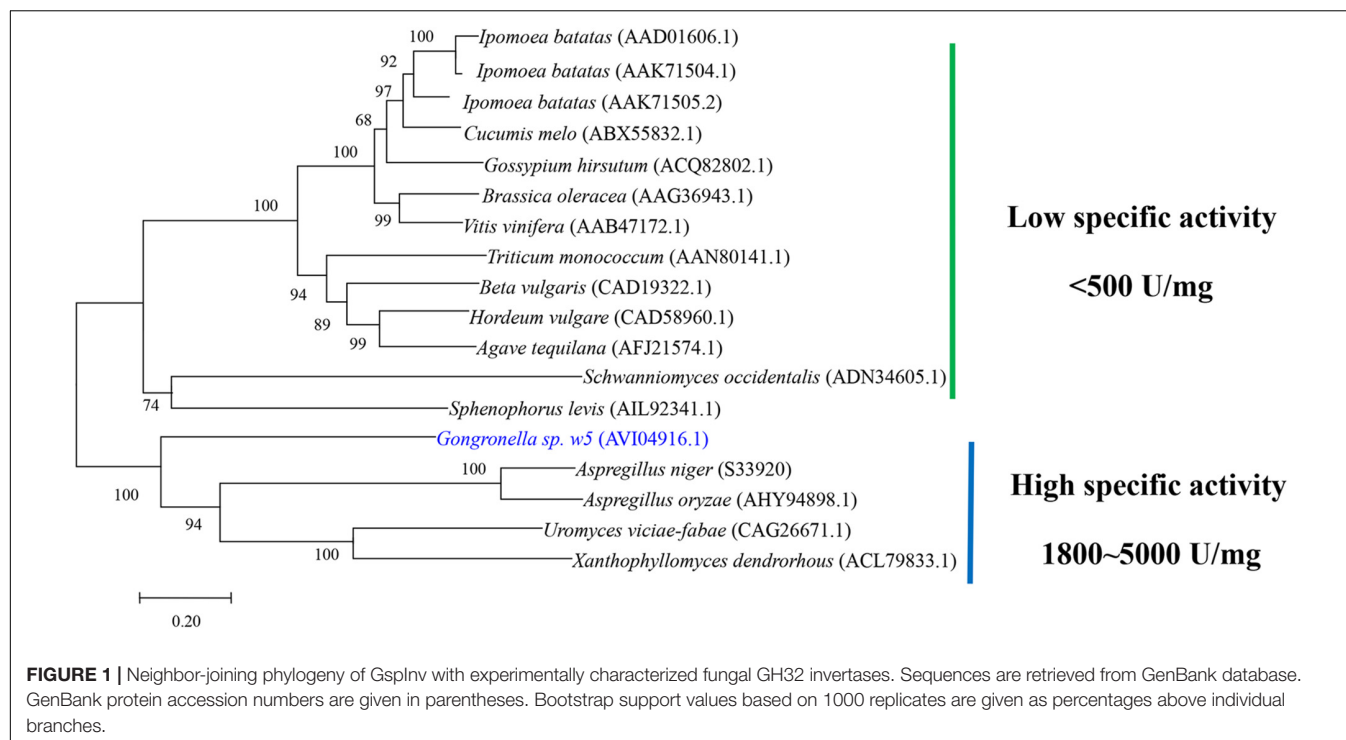 100
Ipomoea batatas (AAD01606.1)
92
Ipomoea batatas (AAK71504.1)
97
Ipomoea batatas (AAK71505.2)
68
Cucumis melo (ABX55832.1)
100
Gossypium hirsutum (ACQ82802.1)
Brassica oleracea (AAG36943.1)
100
99
Vitis vinifera (AAB47172.1)
Triticum monococcum (AAN80141.1)
94
Beta vulgaris (CAD19322.1)
89
Hordeum vulgare (CAD58960.1)
99
Agave tequilana (AFJ21574.1)
Schwanniomyces occidentalis (ADN34605.1)
74
Sphenophorus levis (AIL92341.1)
Low specific activity
<500 U/mg
Gongronella sp. w5 (AVI04916.1)
100
100
Aspregillus niger (S33920)
94
Aspregillus oryzae (AHY94898.1)
Uromyces viciae-fabae (CAG26671.1)
100
Xanthophyllomyces dendrorhous (ACL79833.1)
High specific activity
1800~5000 U/mg
0.20
FIGURE 1 | Neighbor-joining phylogeny of GspInv with experimentally characterized fungal GH32 invertases. Sequences are retrieved from GenBank database.
GenBank protein accession numbers are given in parentheses. Bootstrap support values based on 1000 replicates are given as percentages above individual
branches.